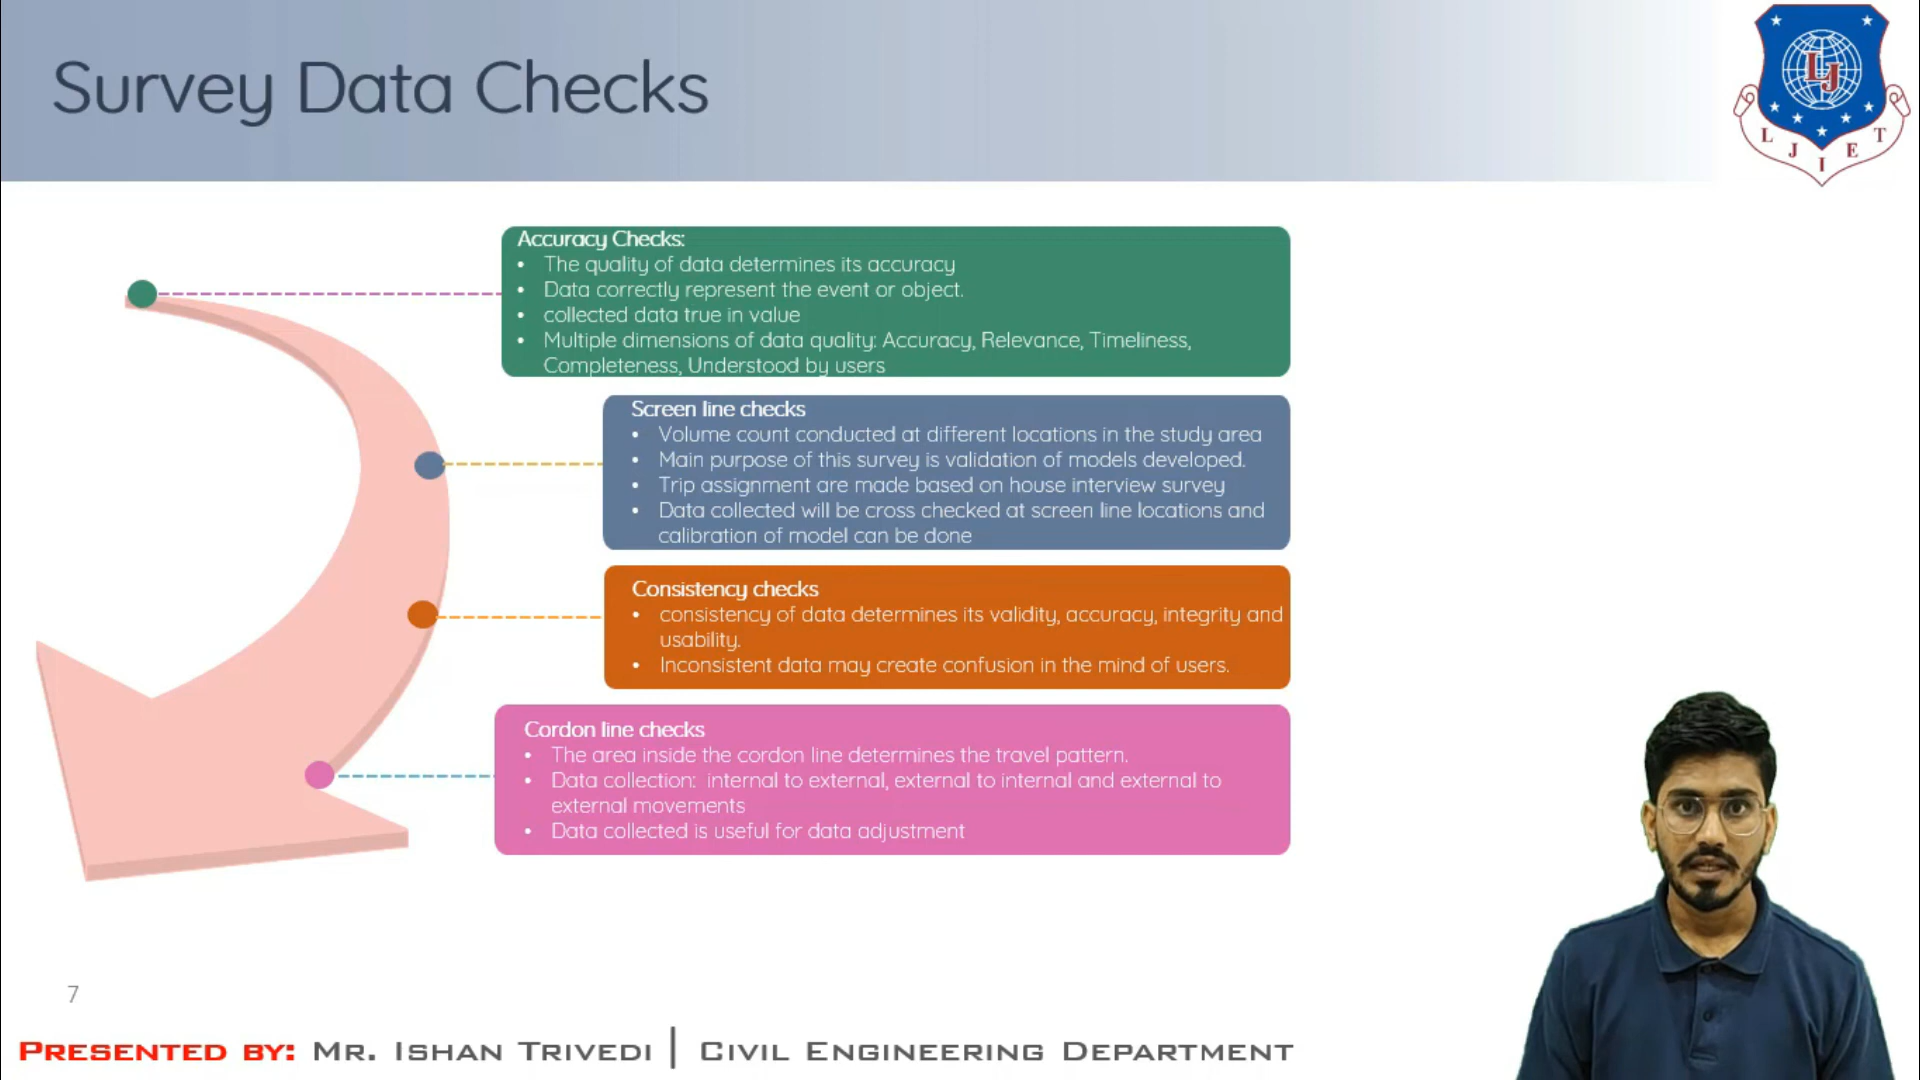 Survey Data Checks
LJ
L J I E T
Accuracy Checks:
• The quality of data determines its accuracy
• Data correctly represent the event or object.
• collected data true in value
• Multiple dimensions of data quality: Accuracy, Relevance, Timeliness,
Completeness, Understood by users
Screen line checks
• Volume count conducted at different locations in the study area
• Main purpose of this survey is validation of models developed.
• Trip assignment are made based on house interview survey
• Data collected will be cross checked at screen line locations and
calibration of model can be done
Consistency checks
• consistency of data determines its validity, accuracy, integrity and
usability.
• Inconsistent data may create confusion in the mind of users.
Cordon line checks
• The area inside the cordon line determines the travel pattern.
• Data collection: internal to external, external to internal and external to
external movements
• Data collected is useful for data adjustment
7
PRESENTED BY: MR. ISHAN TRIVEDI | CIVIL ENGINEERING DEPARTMENT